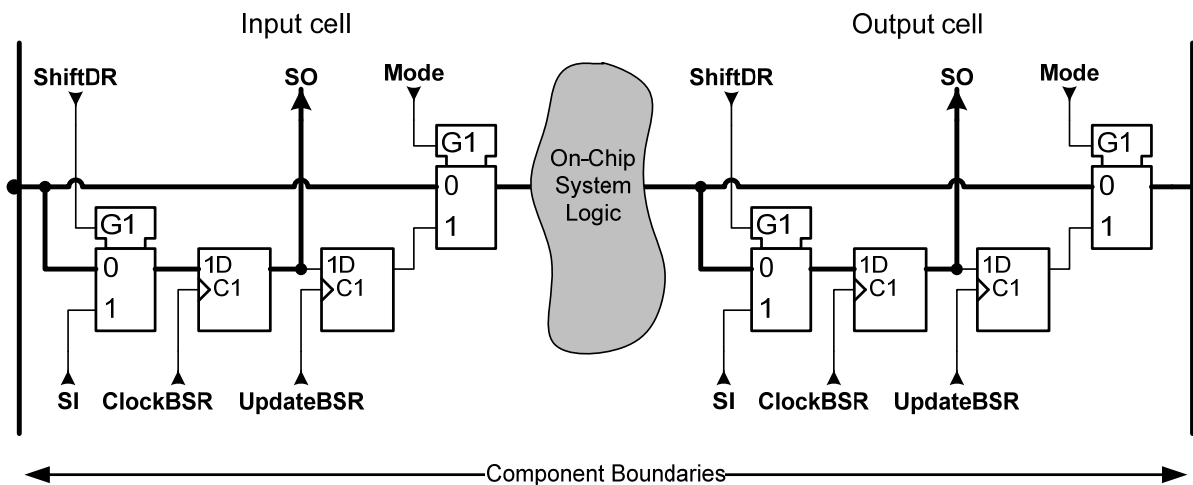 Input cell
Output cell
ShiftDR
SO
Mode
ShiftDR
SO
Mode
G1
G1
On-Chip
System
Logic
0
1
0
1
G1
G1
0
1
1D
C1
1D
C1
0
1
1D
C1
1D
C1
SI
ClockBSR
UpdateBSR
SI
ClockBSR
UpdateBSR
Component Boundaries